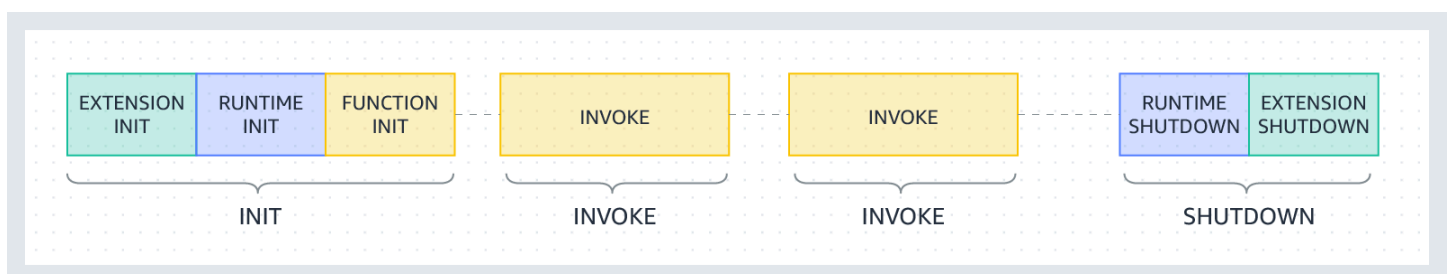 EXTENSION
INIT
RUNTIME
INIT
FUNCTION
INIT
INVOKE
INVOKE
RUNTIME
SHUTDOWN
EXTENSION
SHUTDOWN
INIT
INVOKE
INVOKE
SHUTDOWN